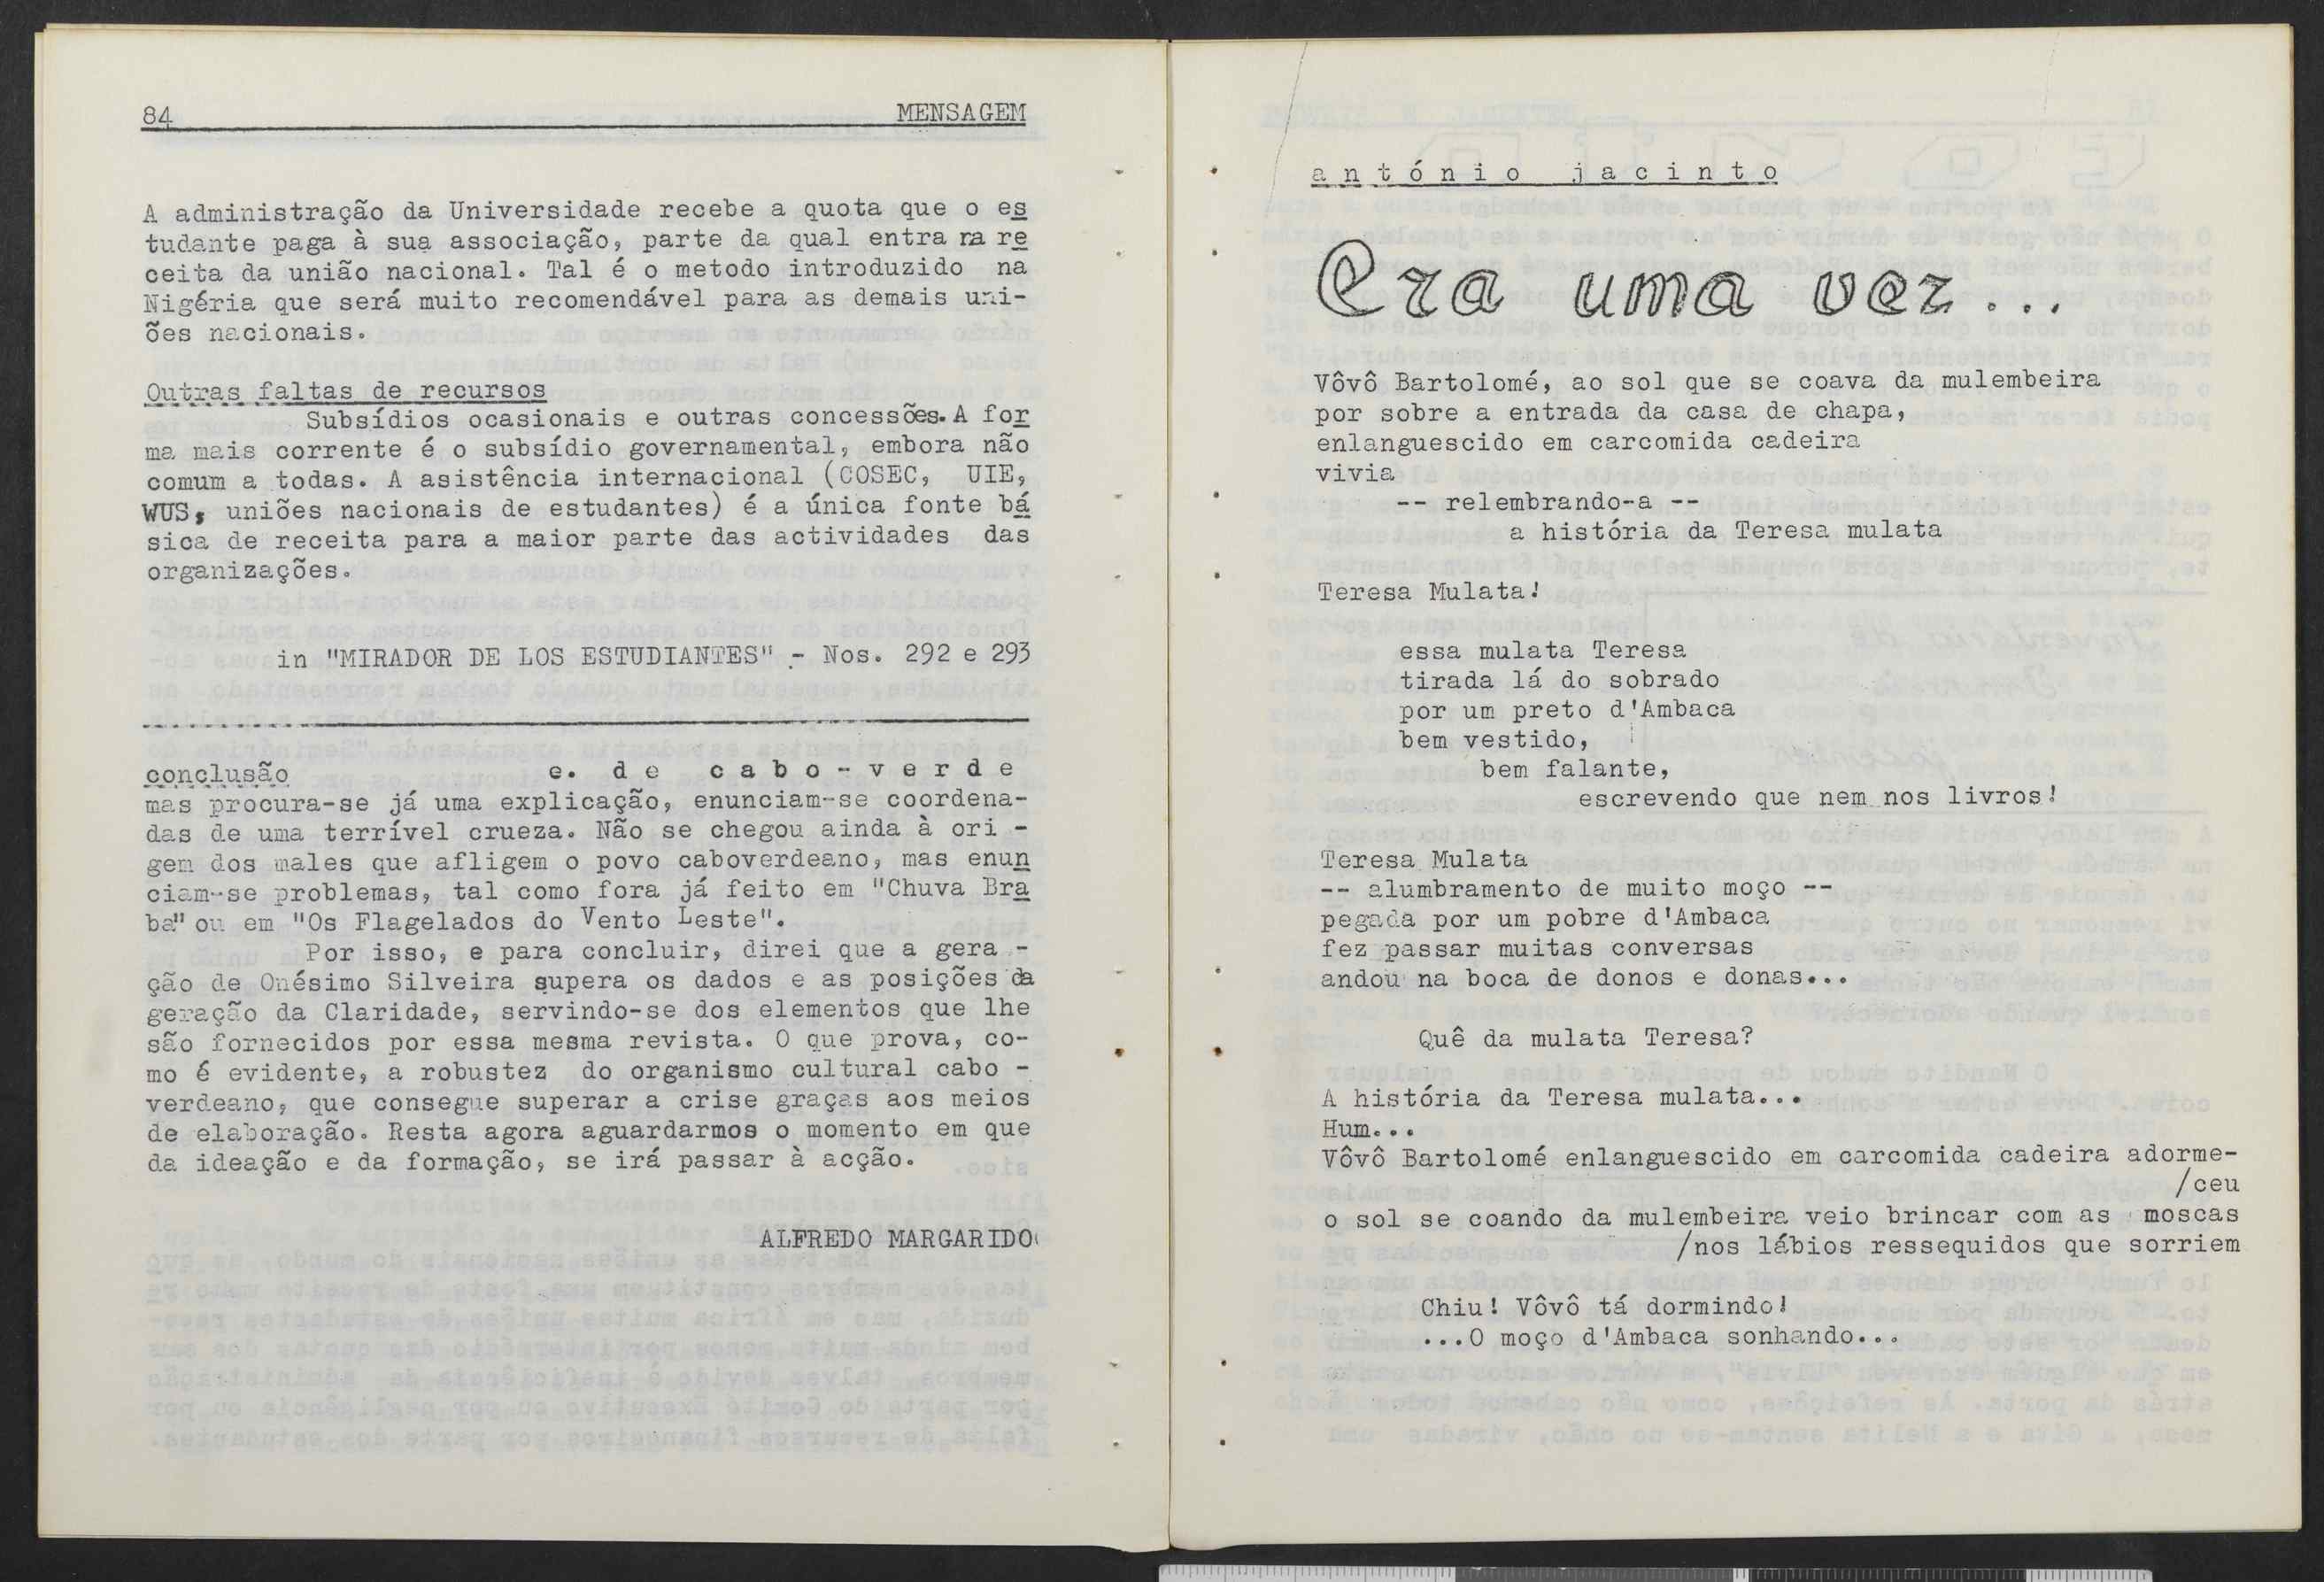 84 MENSAGEM
A administração da Universidade recebe a quota que o es
tudante paga à sua associação, parte da qual entra na re
ceita da união nacional. Tal é o metodo introduzido na
Nigéria que será muito recomendável para as demais uni-
ões nacionais.
Outras faltas de recursos
Subsídios ocasionais e outras concessões. A for
ma mais corrente é o subsídio governamental, embora não
comum a todas. A asistência internacional (COSEC, UIE,
WUS, uniões nacionais de estudantes) é a única fonte bá
sica de receita para a maior parte das actividades das
organizações.
in "MIRADOR DE LOS ESTUDIANTES" - Nos. 292 e 293
conclusão e. de cabo-verde
mas procura-se já uma explicação, enunciam-se coordena-
das de uma terrível crueza. Não se chegou ainda à ori -
gem dos males que afligem o povo caboverdeano, mas enun
ciam-se problemas, tal como fora já feito em "Chuva Bra
ba" ou em "Os Flagelados do Vento Leste".
Por isso, e para concluir, direi que a gera -
ção de Onésimo Silveira supera os dados e as posições da
geração da Claridade, servindo-se dos elementos que lhe
são fornecidos por essa mesma revista. O que prova, co-
mo é evidente, a robustez do organismo cultural cabo -
verdeano, que consegue superar a crise graças aos meios
de elaboração. Resta agora aguardarmos o momento em que
da ideação e da formação, se irá passar à acção.
ALFREDO MARGARIDO
antónio jacinto
Era uma vez...
Vôvô Bartolomé, ao sol que se coava da mulembeira
por sobre a entrada da casa de chapa,
enlanguescido em carcomida cadeira
vivia
-- relembrando-a --
a história da Teresa mulata
Teresa Mulata!
essa mulata Teresa
tirada lá do sobrado
por um preto d'Ambaca
bem vestido,
bem falante,
escrevendo que nem nos livros!
Teresa Mulata
-- alumbramento de muito moço --
pegada por um pobre d'Ambaca
fez passar muitas conversas
andou na boca de donos e donas...
Quê da mulata Teresa?
A história da Teresa mulata...
Hum...
Vôvô Bartolomé enlanguescido em carcomida cadeira adorme-
/ceu
o sol se coando da mulembeira veio brincar com as moscas
/nos lábios ressequidos que sorriem
Chiu! Vôvô tá dormindo!
...O moço d'Ambaca sonhando...